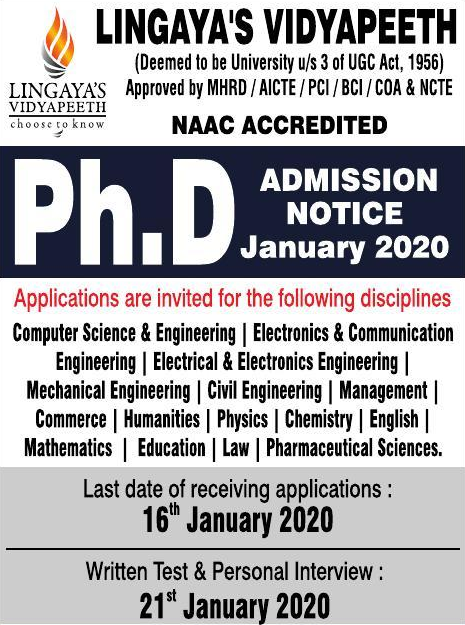 LINGAYA'S VIDYAPEETH
(Deemed to be University u/s 3 of UGC Act, 1956)
Approved by MHRD / AICTE / PCI / BCI / COA & NCTE
NAAC ACCREDITED
LINGAYA'S
VIDYAPEETH
choose to know
Ph.D
ADMISSION
NOTICE
January 2020
Applications are invited for the following disciplines
Computer Science & Engineering | Electronics & Communication
Engineering | Electrical & Electronics Engineering |
Mechanical Engineering | Civil Engineering | Management |
Commerce | Humanities | Physics | Chemistry | English |
Mathematics | Education | Law | Pharmaceutical Sciences.
Last date of receiving applications :
16th January 2020
Written Test & Personal Interview :
21st January 2020